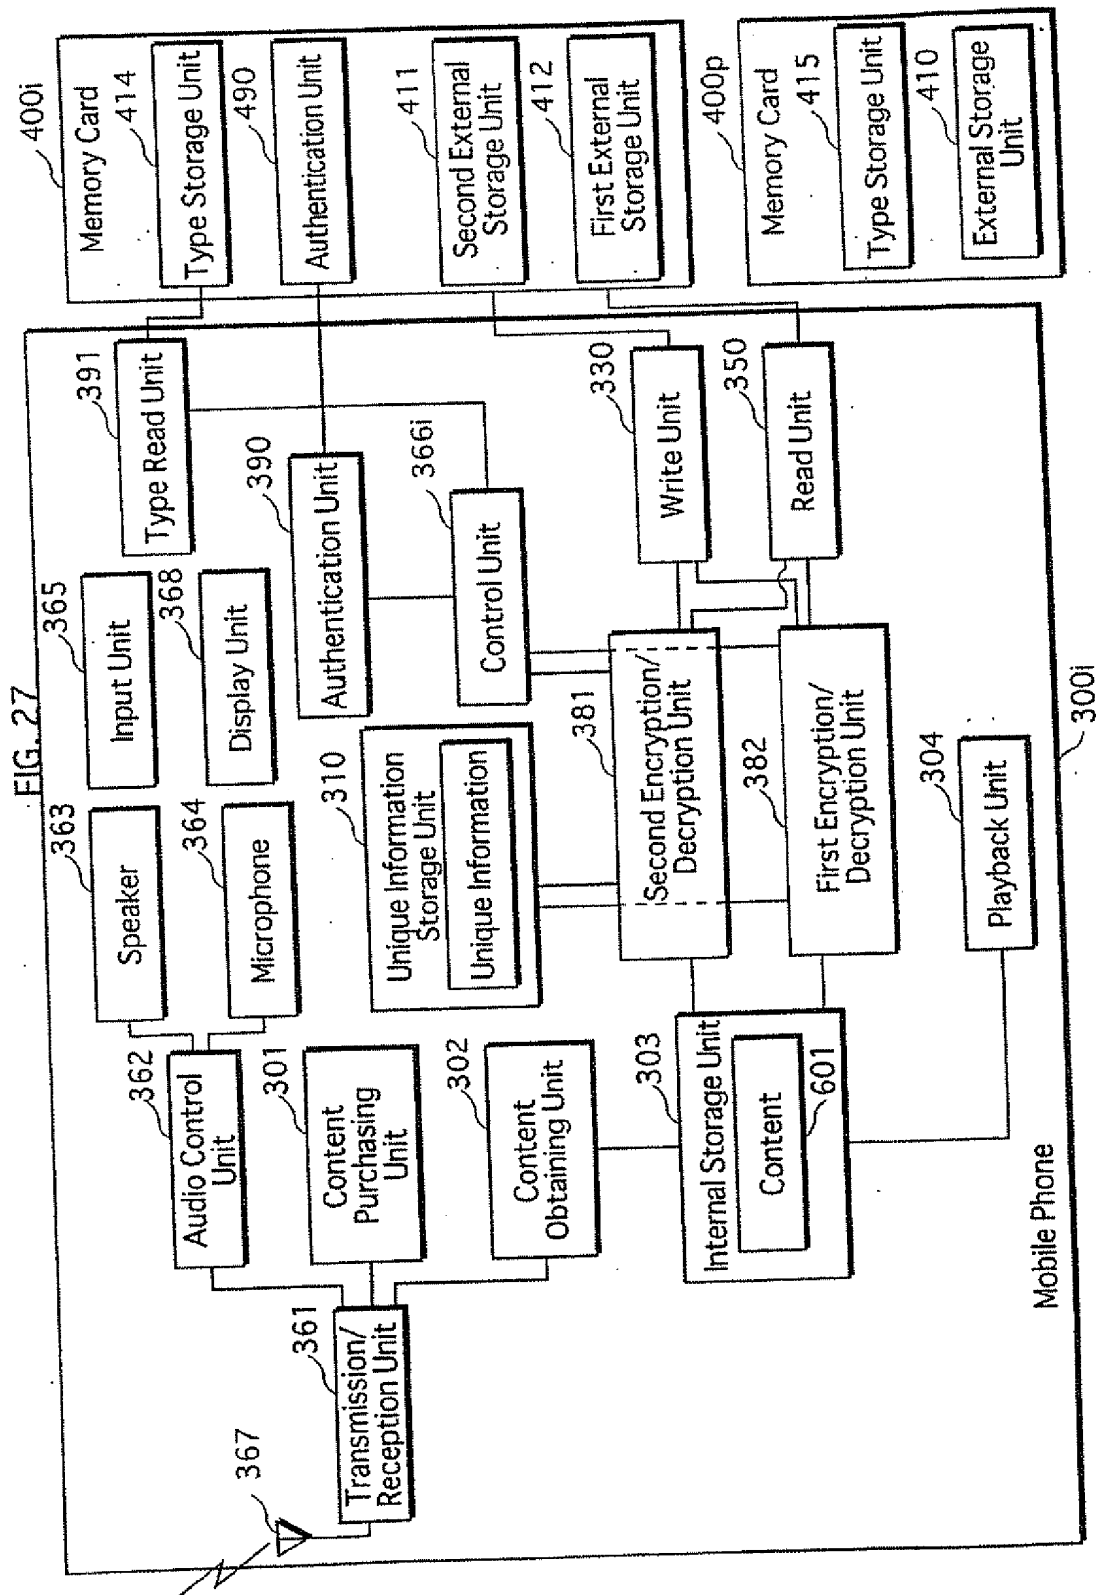 FIG. 27
367
361
Transmission/
Reception Unit
362
Audio Control
Unit
363
Speaker
364
Microphone
365
Input Unit
368
Display Unit
391
Type Read Unit
301
Content
Purchasing
Unit
302
Content
Obtaining Unit
310
Unique Information
Storage Unit
Unique Information
390
Authentication Unit
366i
Control Unit
303
Internal Storage Unit
Content
601
381
Second Encryption/
Decryption Unit
382
First Encryption/
Decryption Unit
330
Write Unit
350
Read Unit
304
Playback Unit
Mobile Phone
300i
400i
Memory Card
414
Type Storage Unit
490
Authentication Unit
411
Second External
Storage Unit
412
First External
Storage Unit
400p
Memory Card
415
Type Storage Unit
410
External Storage
Unit